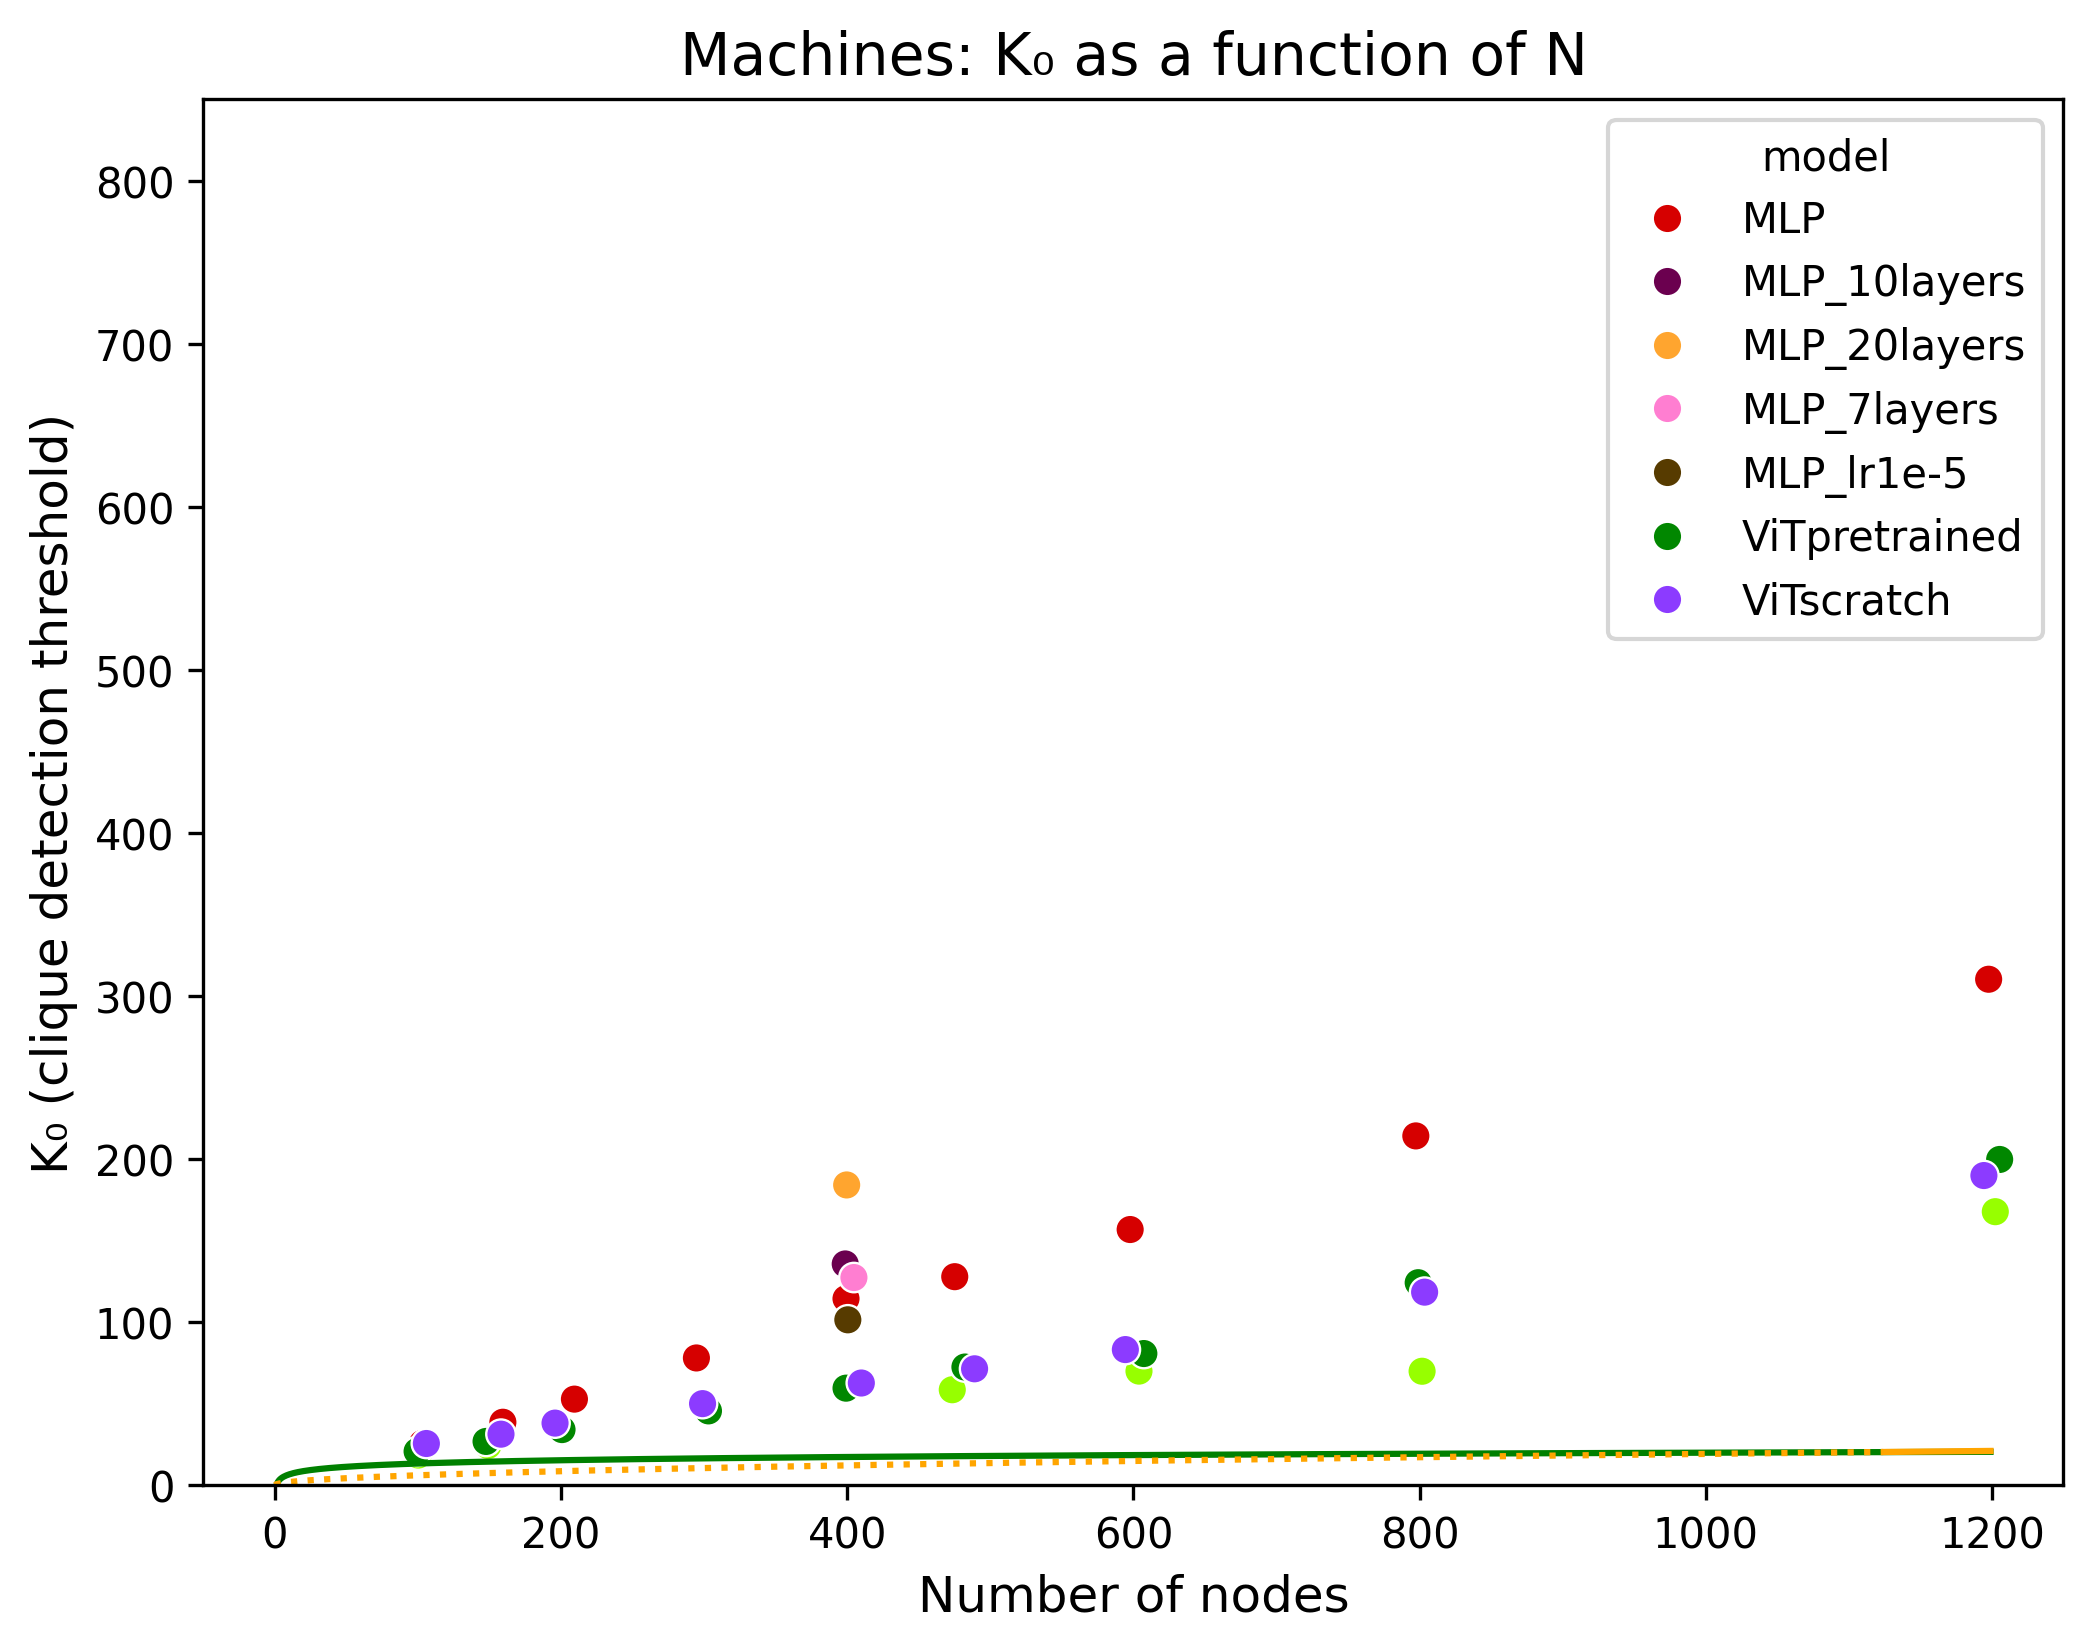 Machines: K₀ as a function of N
K₀ (clique detection threshold)
800
700
600
500
400
300
200
100
0
0 200 400 600 800 1000 1200
Number of nodes
model
MLP
MLP_10layers
MLP_20layers
MLP_7layers
MLP_lr1e-5
ViTpretrained
ViTscratch